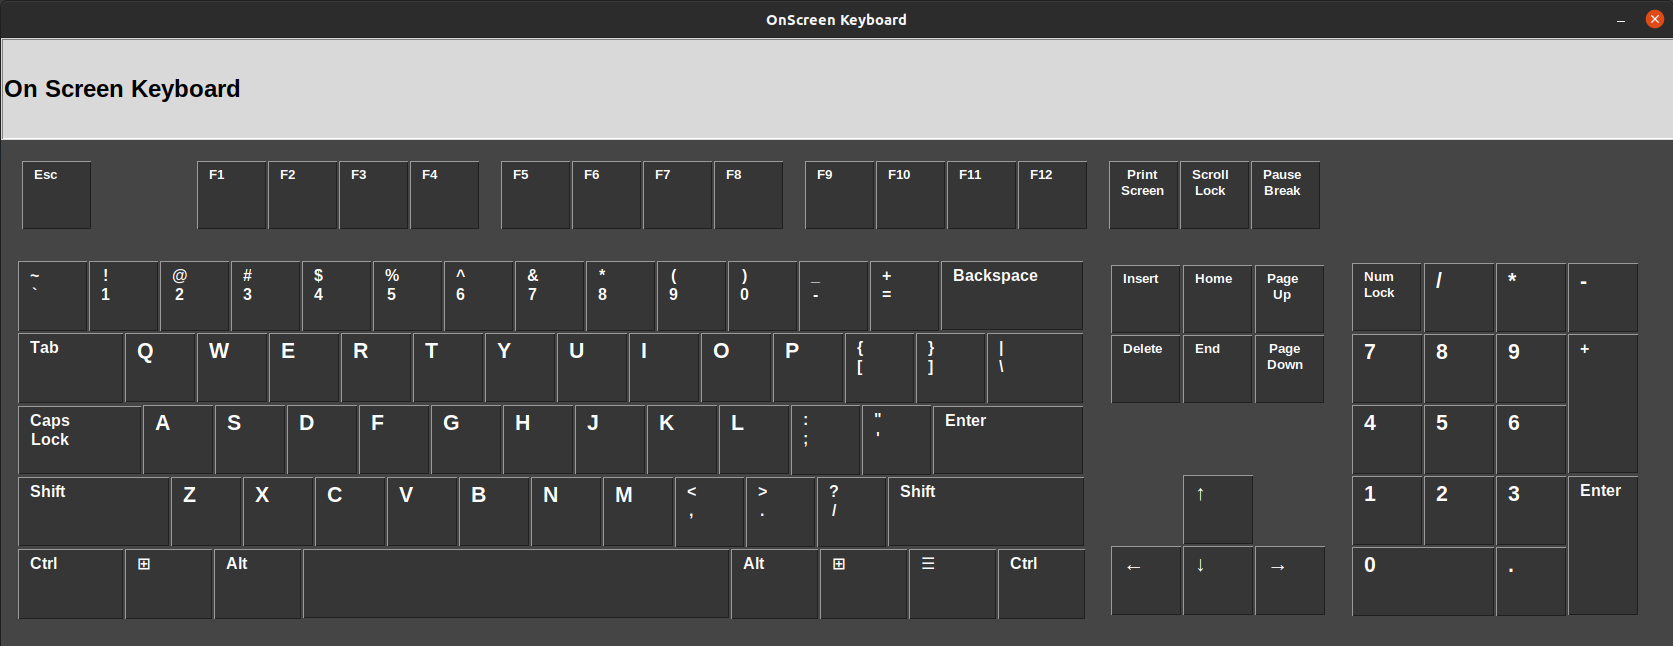 OnScreen Keyboard
On Screen Keyboard
Esc F1 F2 F3 F4 F5 F6 F7 F8 F9 F10 F11 F12 Print Scroll Pause
Screen Lock Break
~ ! @ # $ % ^ & * ( ) _ + Backspace Insert Home Page Num / * -
` 1 2 3 4 5 6 7 8 9 0 - = Up Lock
Tab Q W E R T Y U I O P { } | Delete End Page 7 8 9 +
[ ] \ Down
Caps A S D F G H J K L : " Enter 4 5 6
Lock ; '
Shift Z X C V B N M < > ? Shift ↑ 1 2 3 Enter
, . /
Ctrl ⊞ Alt Alt ⊞ ☰ Ctrl ← ↓ → 0 .